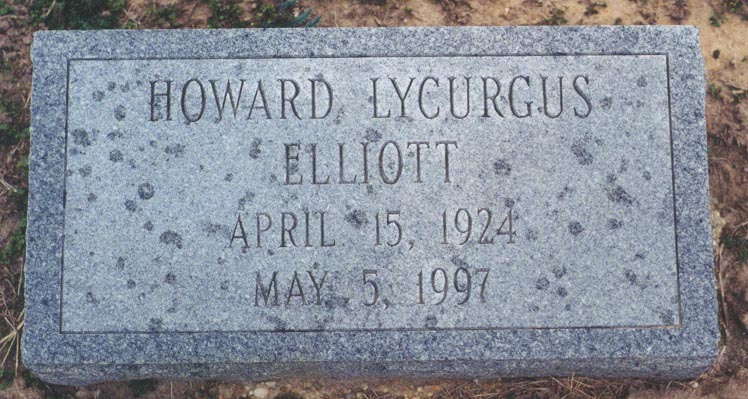 HOWARD LYCURGUS
ELLIOTT
APRIL 15, 1924
MAY 5, 1997